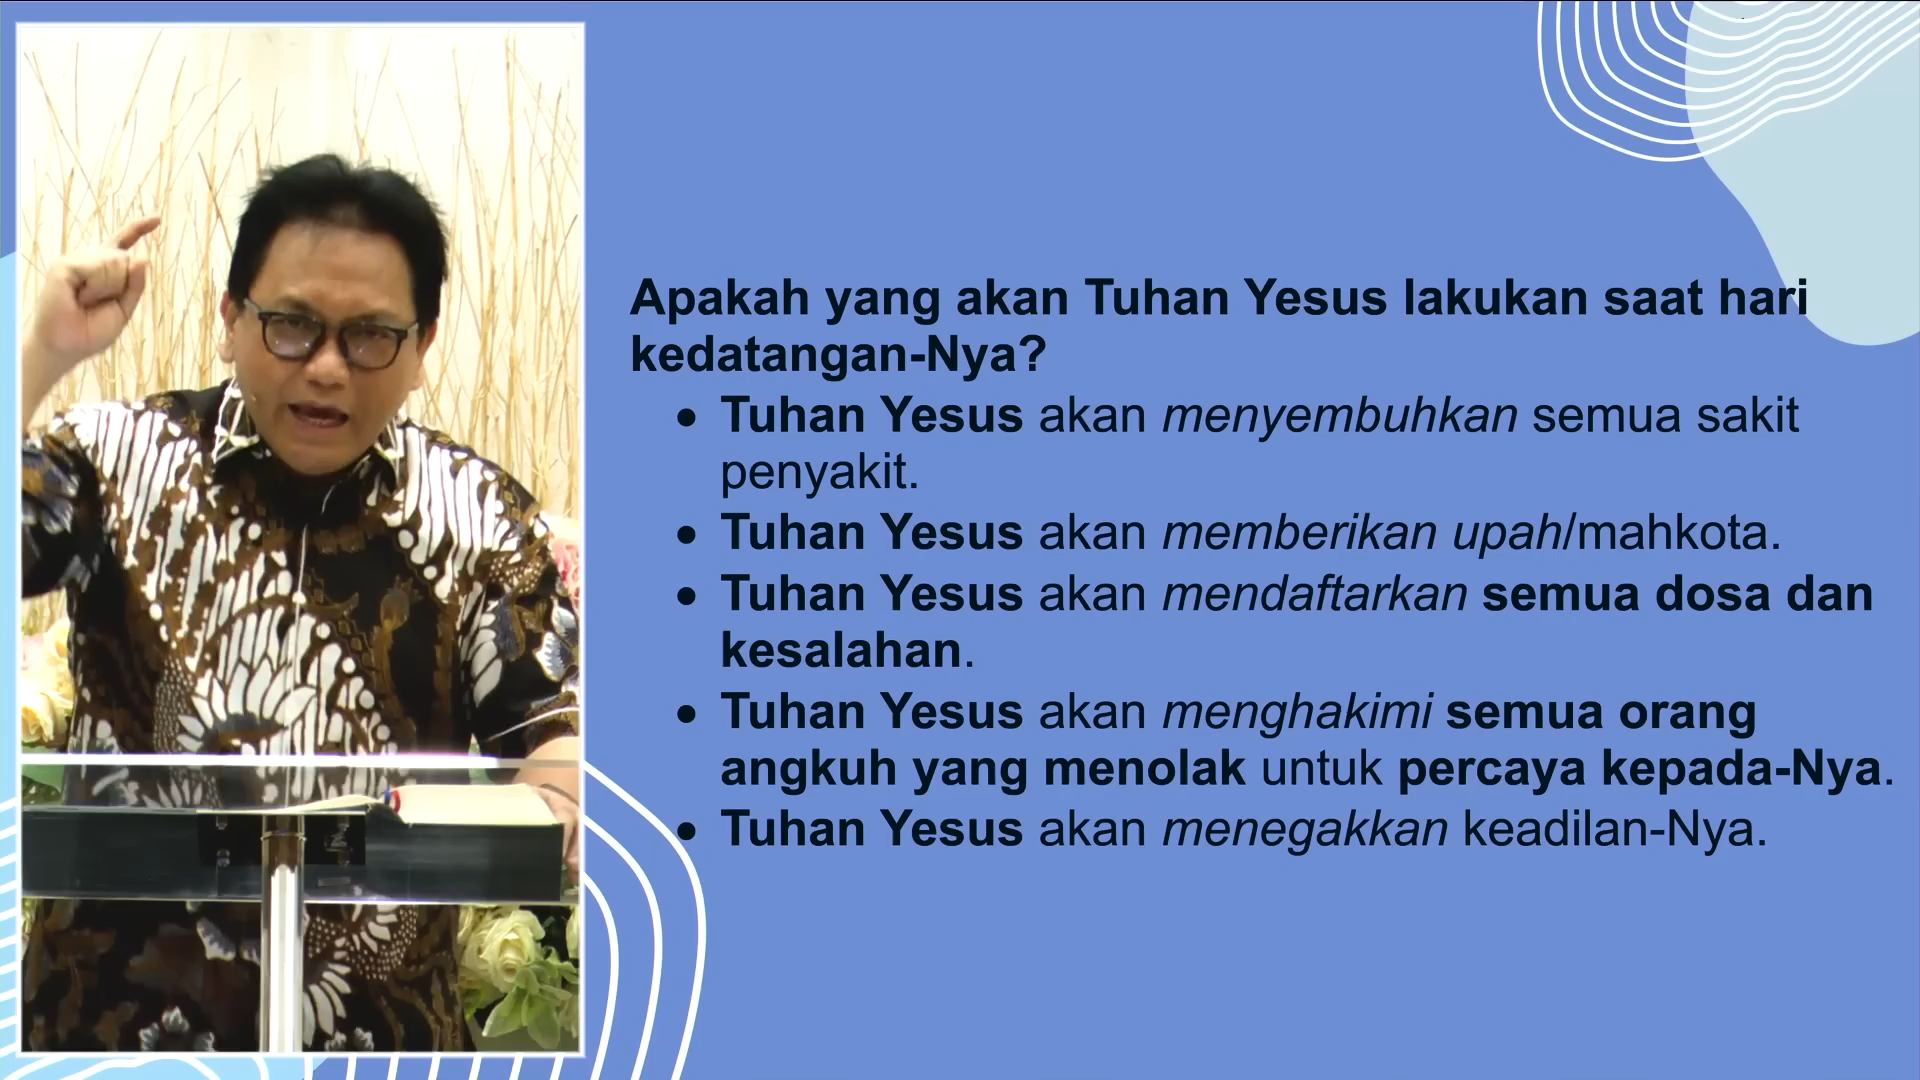 Apakah yang akan Tuhan Yesus lakukan saat hari
kedatangan-Nya?
• Tuhan Yesus akan menyembuhkan semua sakit
penyakit.
• Tuhan Yesus akan memberikan upah/mahkota.
• Tuhan Yesus akan mendaftarkan semua dosa dan
kesalahan.
• Tuhan Yesus akan menghakimi semua orang
angkuh yang menolak untuk percaya kepada-Nya.
• Tuhan Yesus akan menegakkan keadilan-Nya.